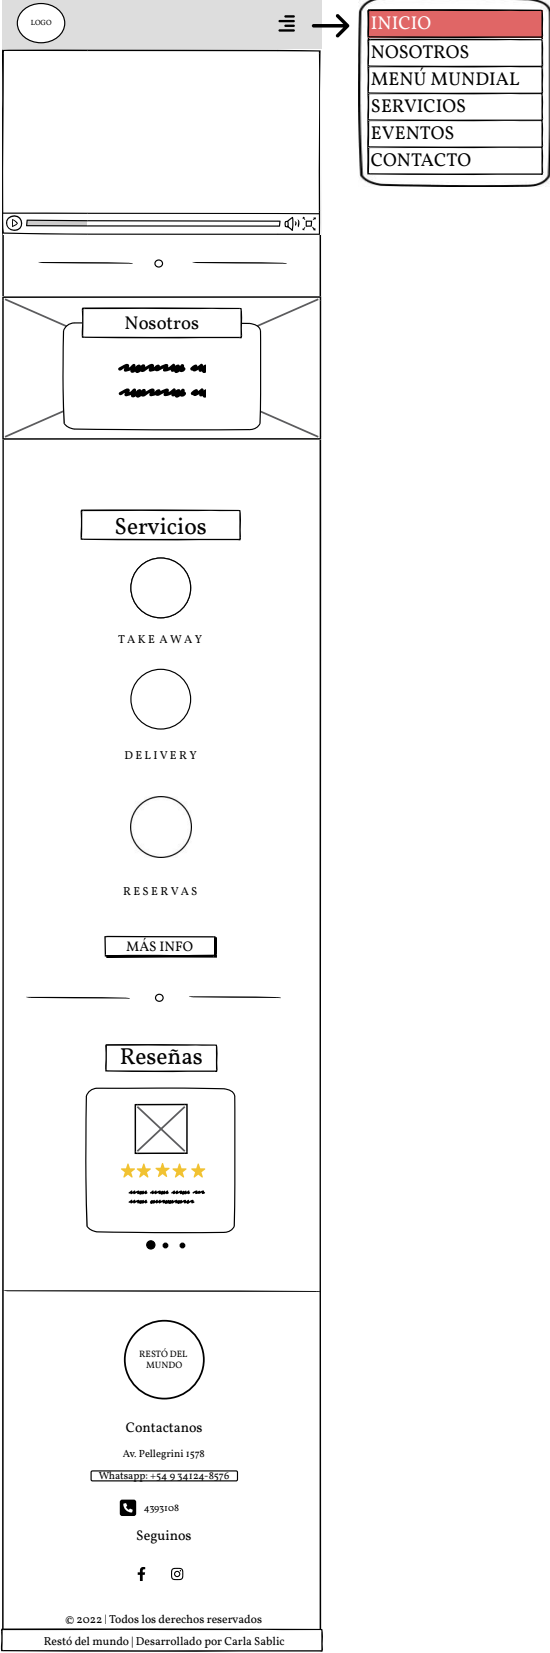 LOGO
INICIO
NOSOTROS
MENÚ MUNDIAL
SERVICIOS
EVENTOS
CONTACTO
Nosotros
Servicios
TAKE AWAY
DELIVERY
RESERVAS
MÁS INFO
Reseñas
RESTÓ DEL
MUNDO
Contactanos
Av. Pellegrini 1578
Whatsapp: +54 9 34124-8576
4393108
Seguinos
© 2022 | Todos los derechos reservados
Restó del mundo | Desarrollado por Carla Sablic